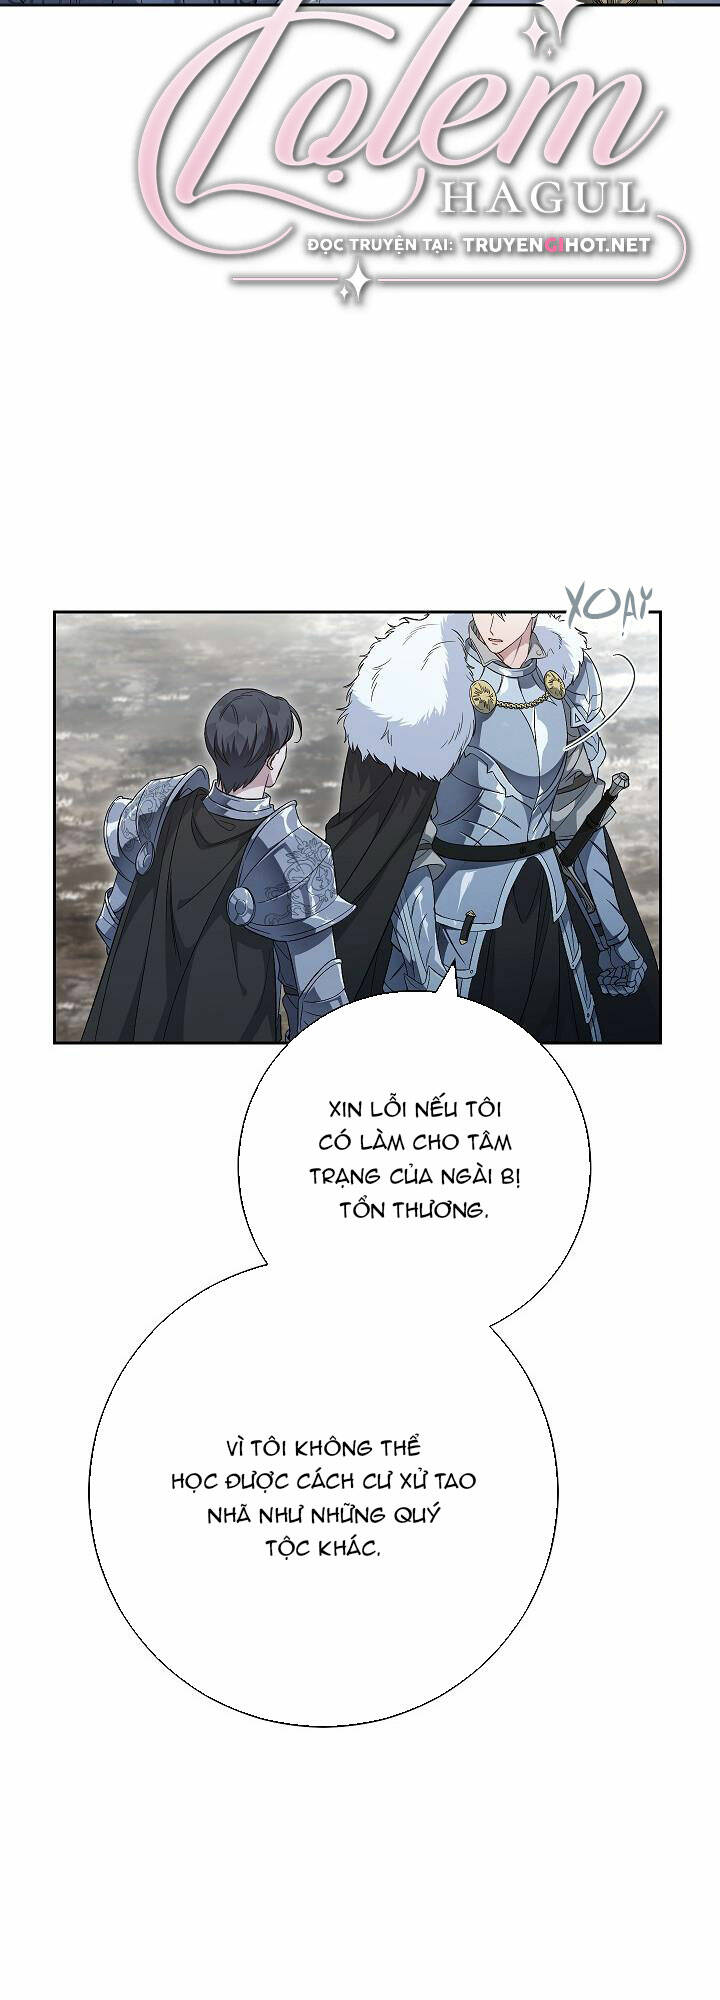 Lọlem
HAGUL
ĐỌC TRUYỆN TẠI: TRUYENGIHOT.NET
XOAY
XIN LỖI NẾU TÔI
CÓ LÀM CHO TÂM
TRẠNG CỦA NGÀI BỊ
TỔN THƯƠNG.
VÌ TÔI KHÔNG THỂ
HỌC ĐƯỢC CÁCH CƯ XỬ TAO
NHÃ NHƯ NHỮNG QUÝ
TỘC KHÁC.